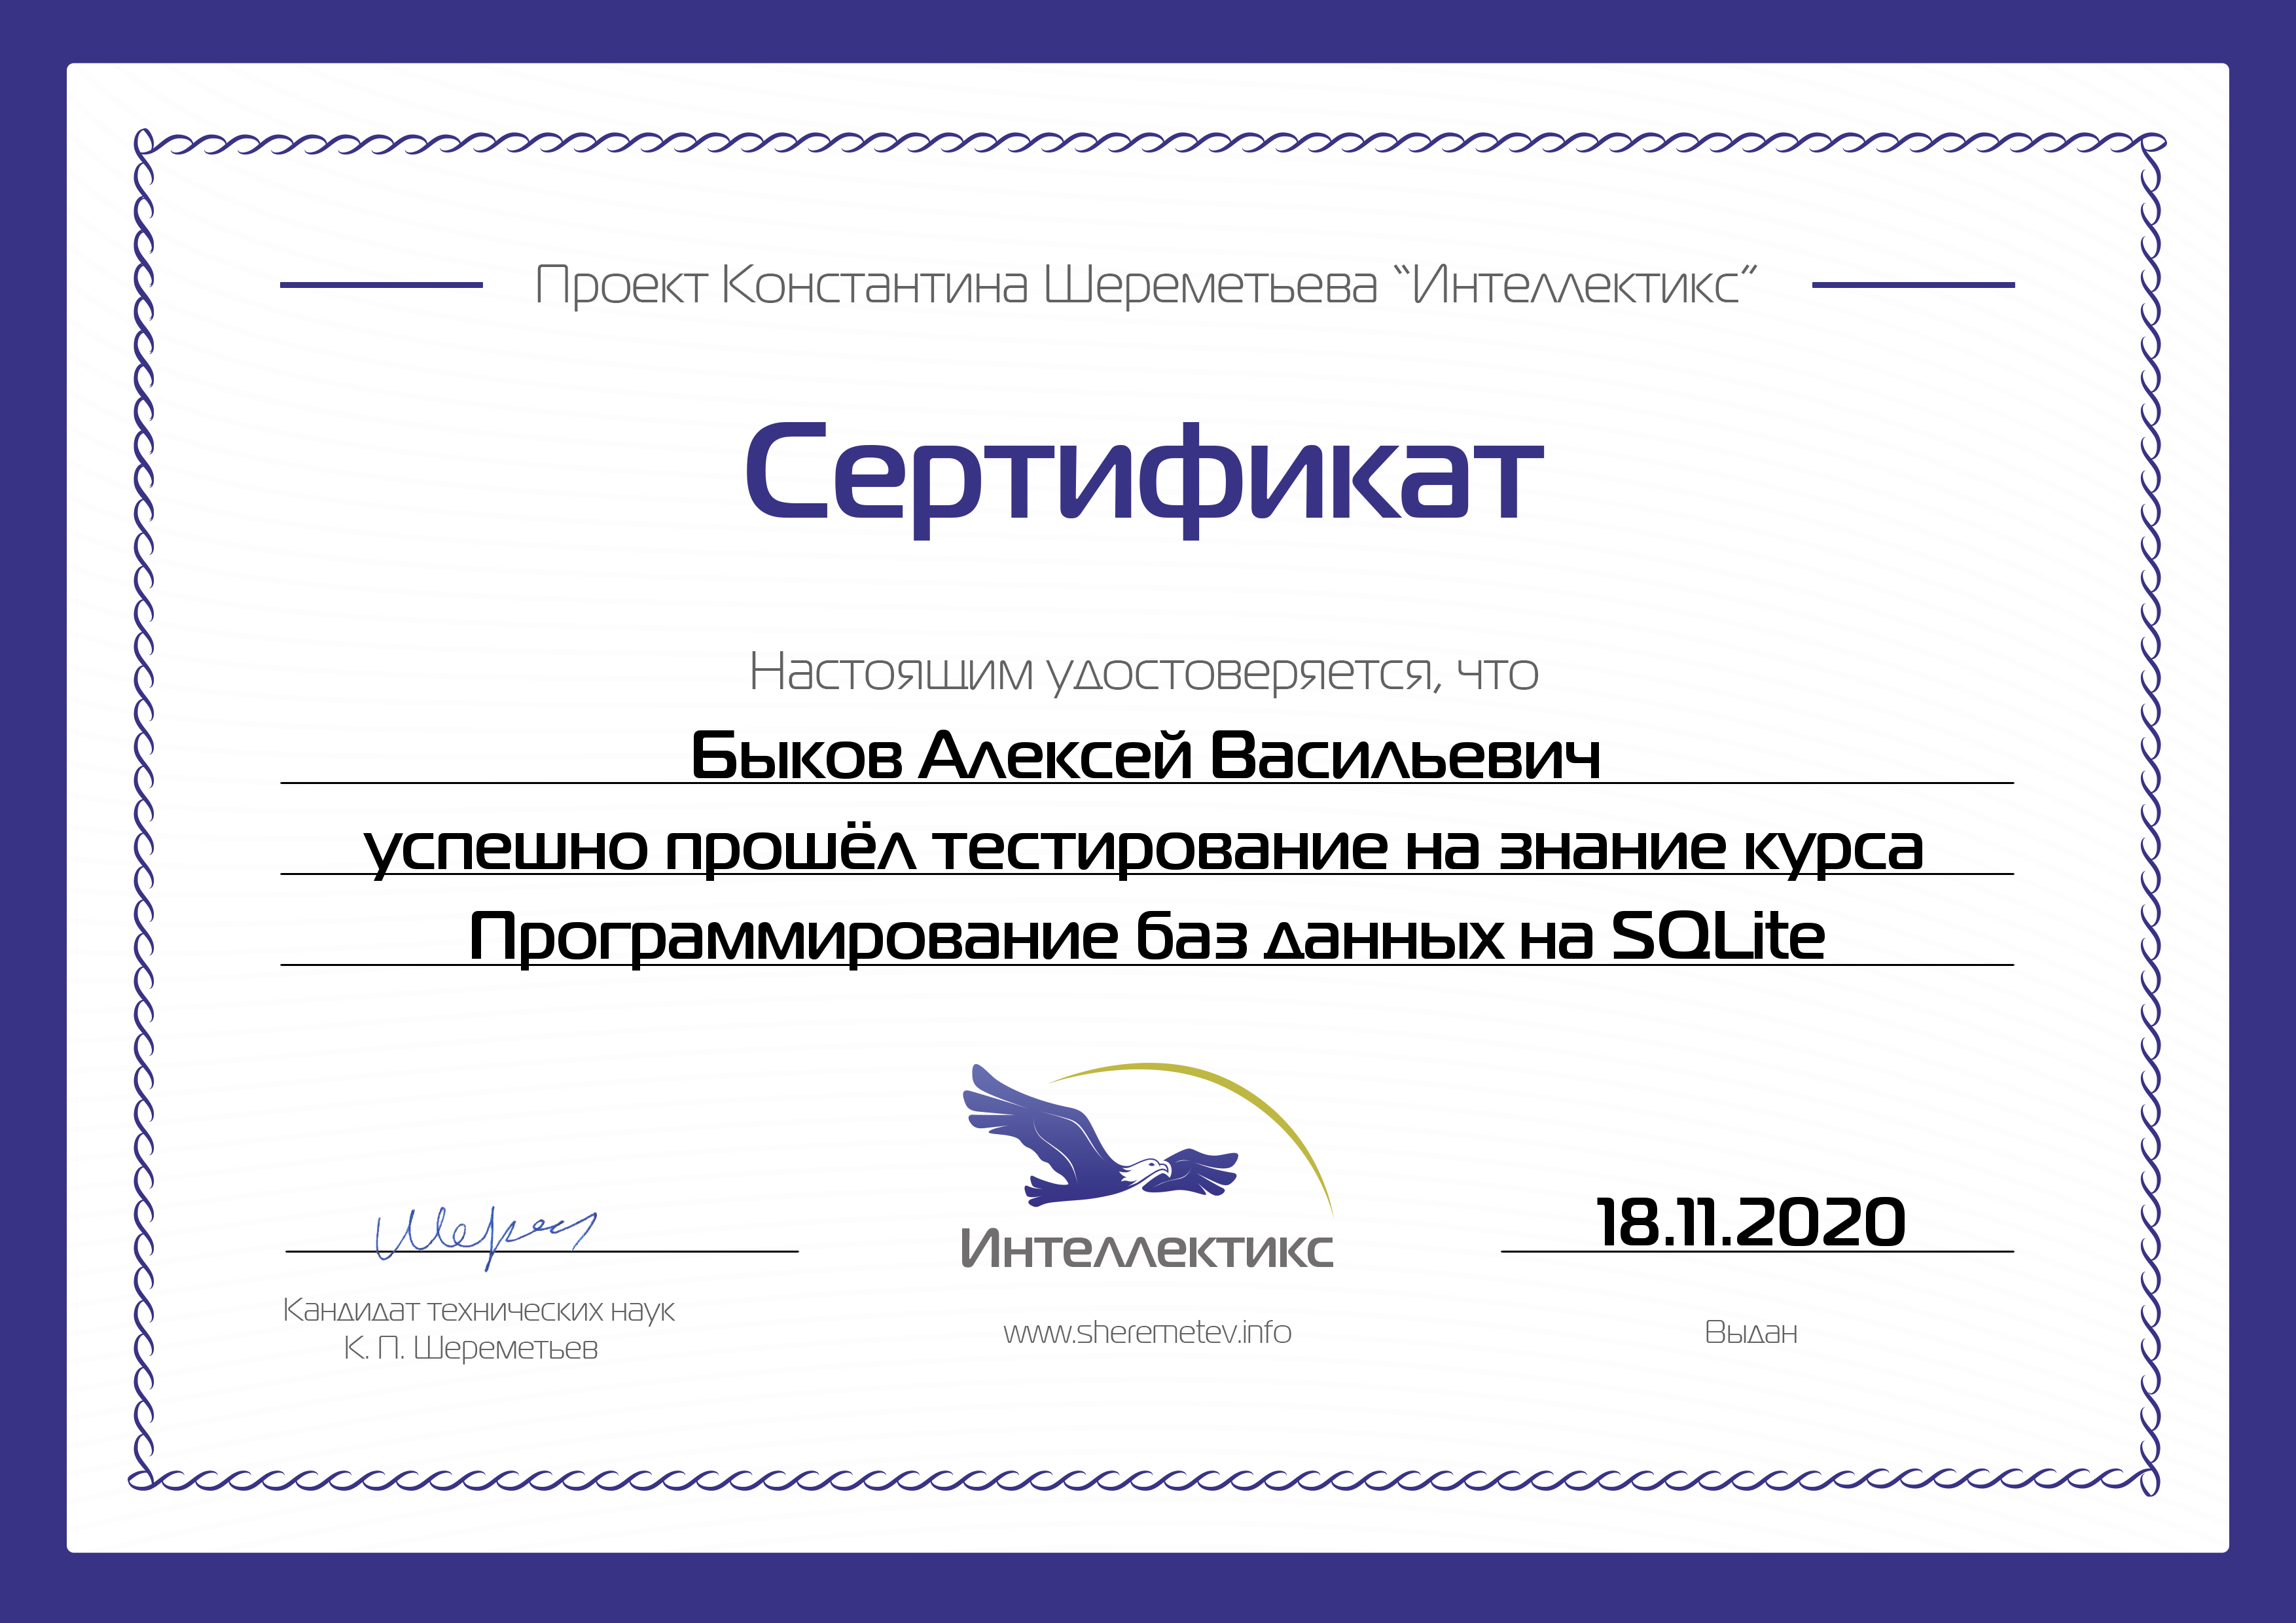 Проект Константина Шереметьева “Интеллектикс”
Сертификат
Настоящим удостоверяется, что
Быков Алексей Васильевич
успешно прошёл тестирование на знание курса
Программирование баз данных на SQLite
Шерем
Кандидат технических наук
К. П. Шереметьев
Интеллектикс
www.sheremetev.info
18.11.2020
Выдан